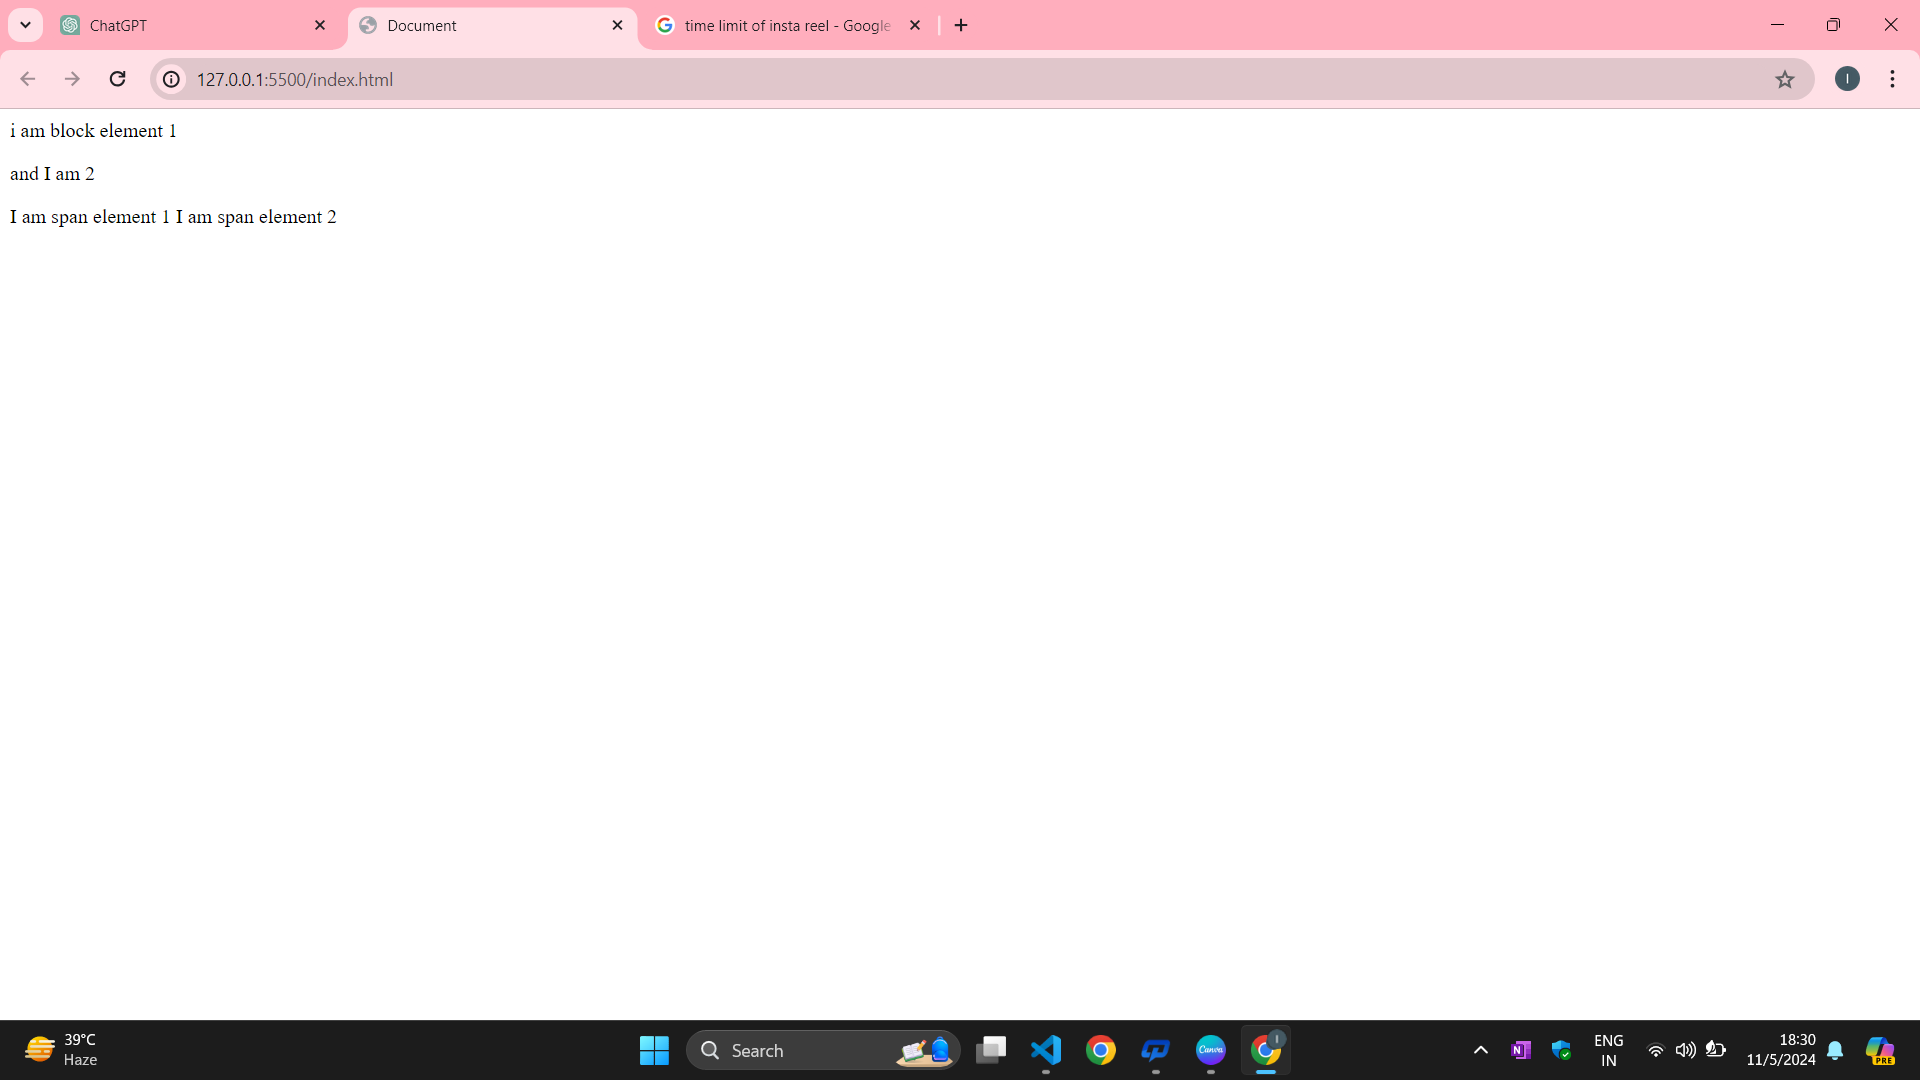 ChatGPT
Document
time limit of insta reel - Google
127.0.0.1:5500/index.html
I
i am block element 1
and I am 2
I am span element 1 I am span element 2
39°C
Haze
Search
Canva
I
N
ENG
IN
18:30
11/5/2024
PRE